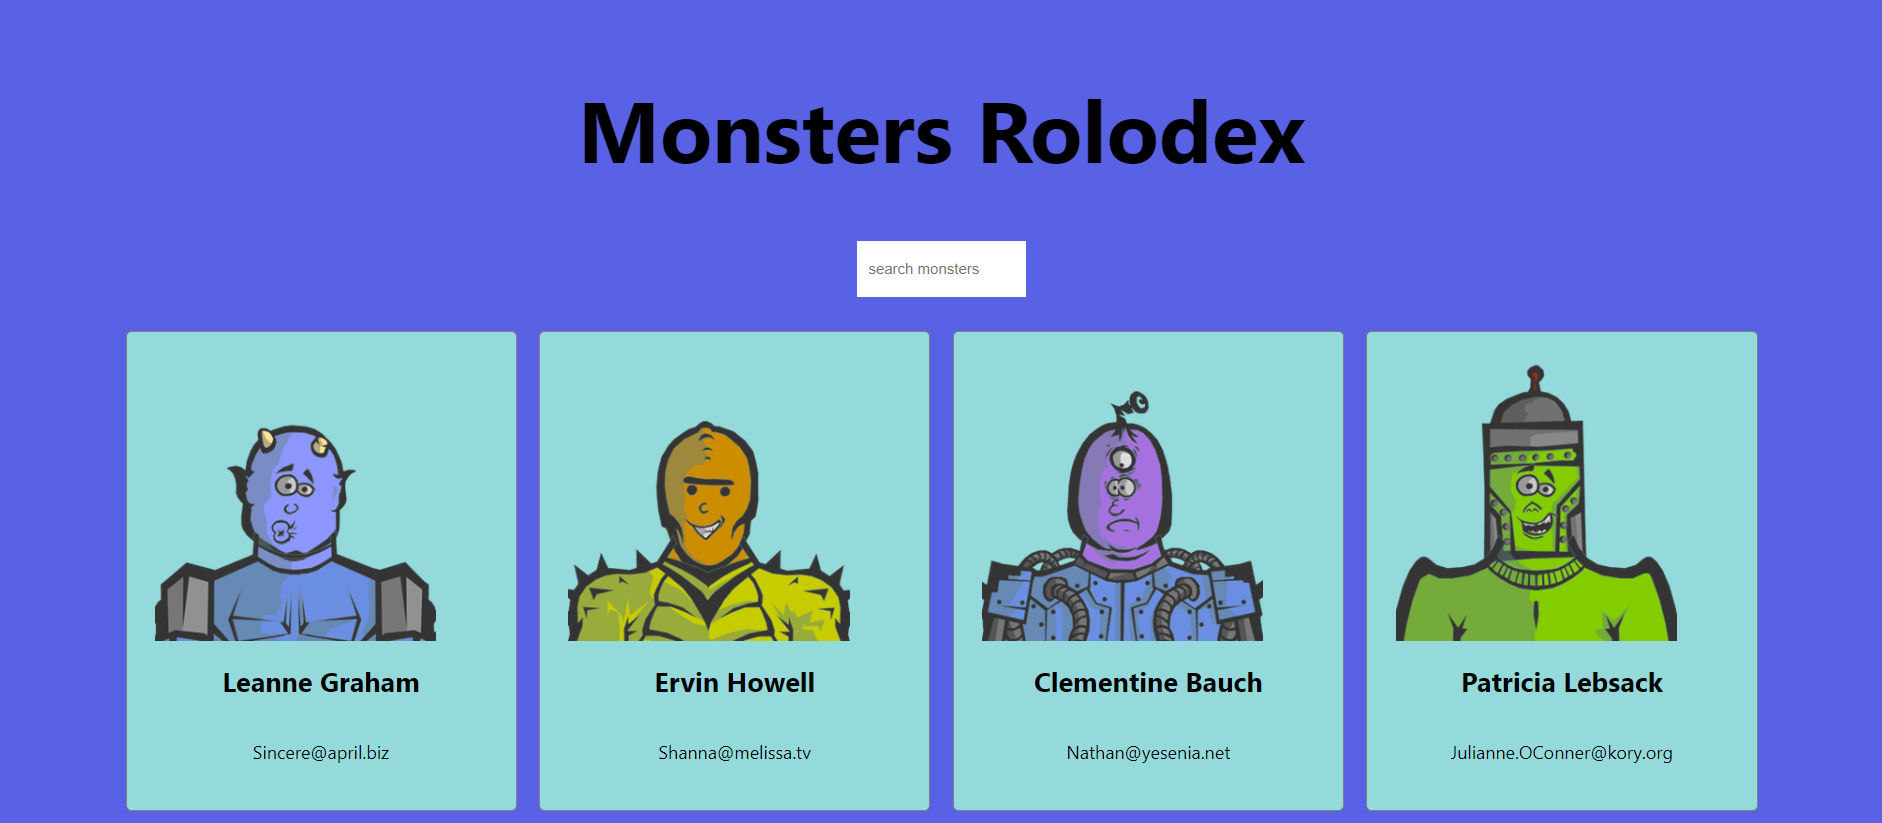 Monsters Rolodex
search monsters
Leanne Graham
Sincere@april.biz
Ervin Howell
Shanna@melissa.tv
Clementine Bauch
Nathan@yesenia.net
Patricia Lebsack
Julianne.OConner@kory.org